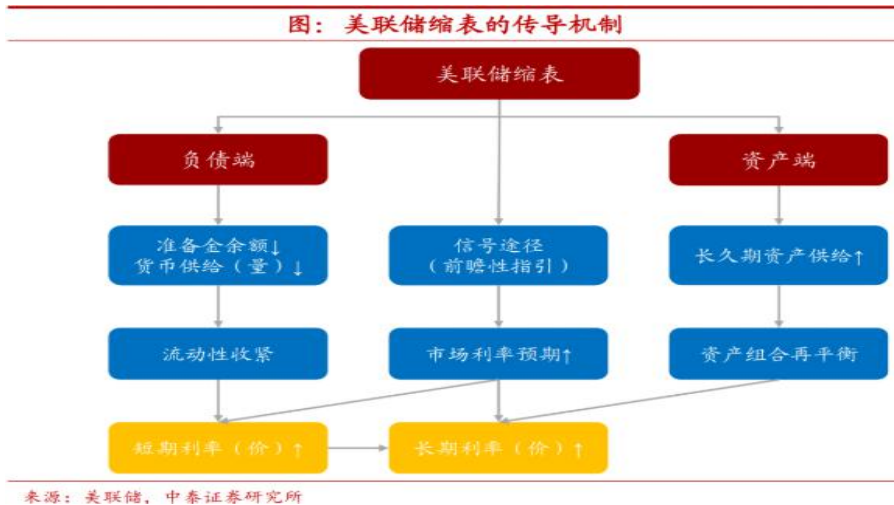 图：美联储缩表的传导机制
美联储缩表
负债端
资产端
准备金余额↓
货币供给（量）↓
信号途径
（前瞻性指引）
长久期资产供给↑
流动性收紧
市场利率预期↑
资产组合再平衡
短期利率（价）↑
长期利率（价）↑
来源：美联储，中泰证券研究所